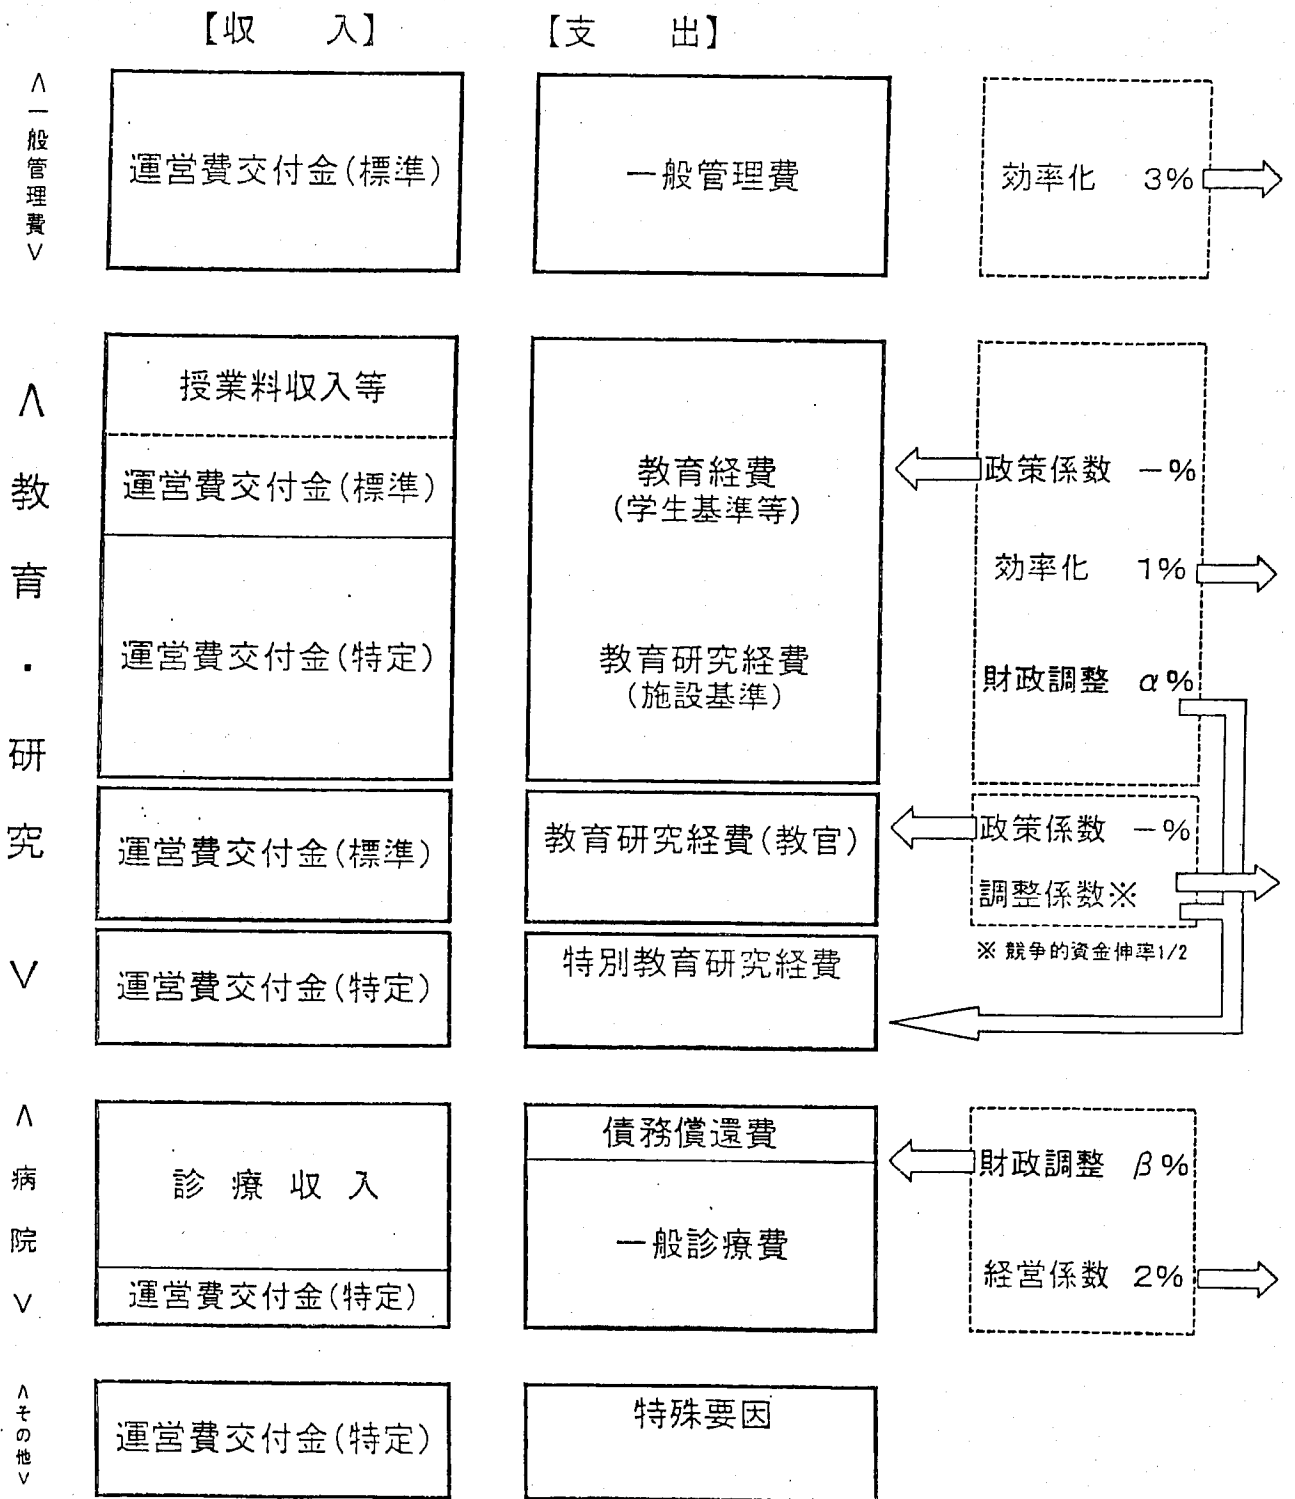 【収　入】　【支　出】
<一般管理費>
運営費交付金(標準)
一般管理費
効率化　3%
<教育・研究>
授業料収入等
運営費交付金(標準)
運営費交付金(特定)
教育経費
(学生基準等)
教育研究経費
(施設基準)
政策係数　−%
効率化　1%
財政調整　α%
運営費交付金(標準)
教育研究経費(教官)
政策係数　−%
調整係数※
※ 競争的資金伸率1/2
運営費交付金(特定)
特別教育研究経費
<病院>
診療収入
運営費交付金(特定)
債務償還費
一般診療費
財政調整　β%
経営係数　2%
<その他>
運営費交付金(特定)
特殊要因